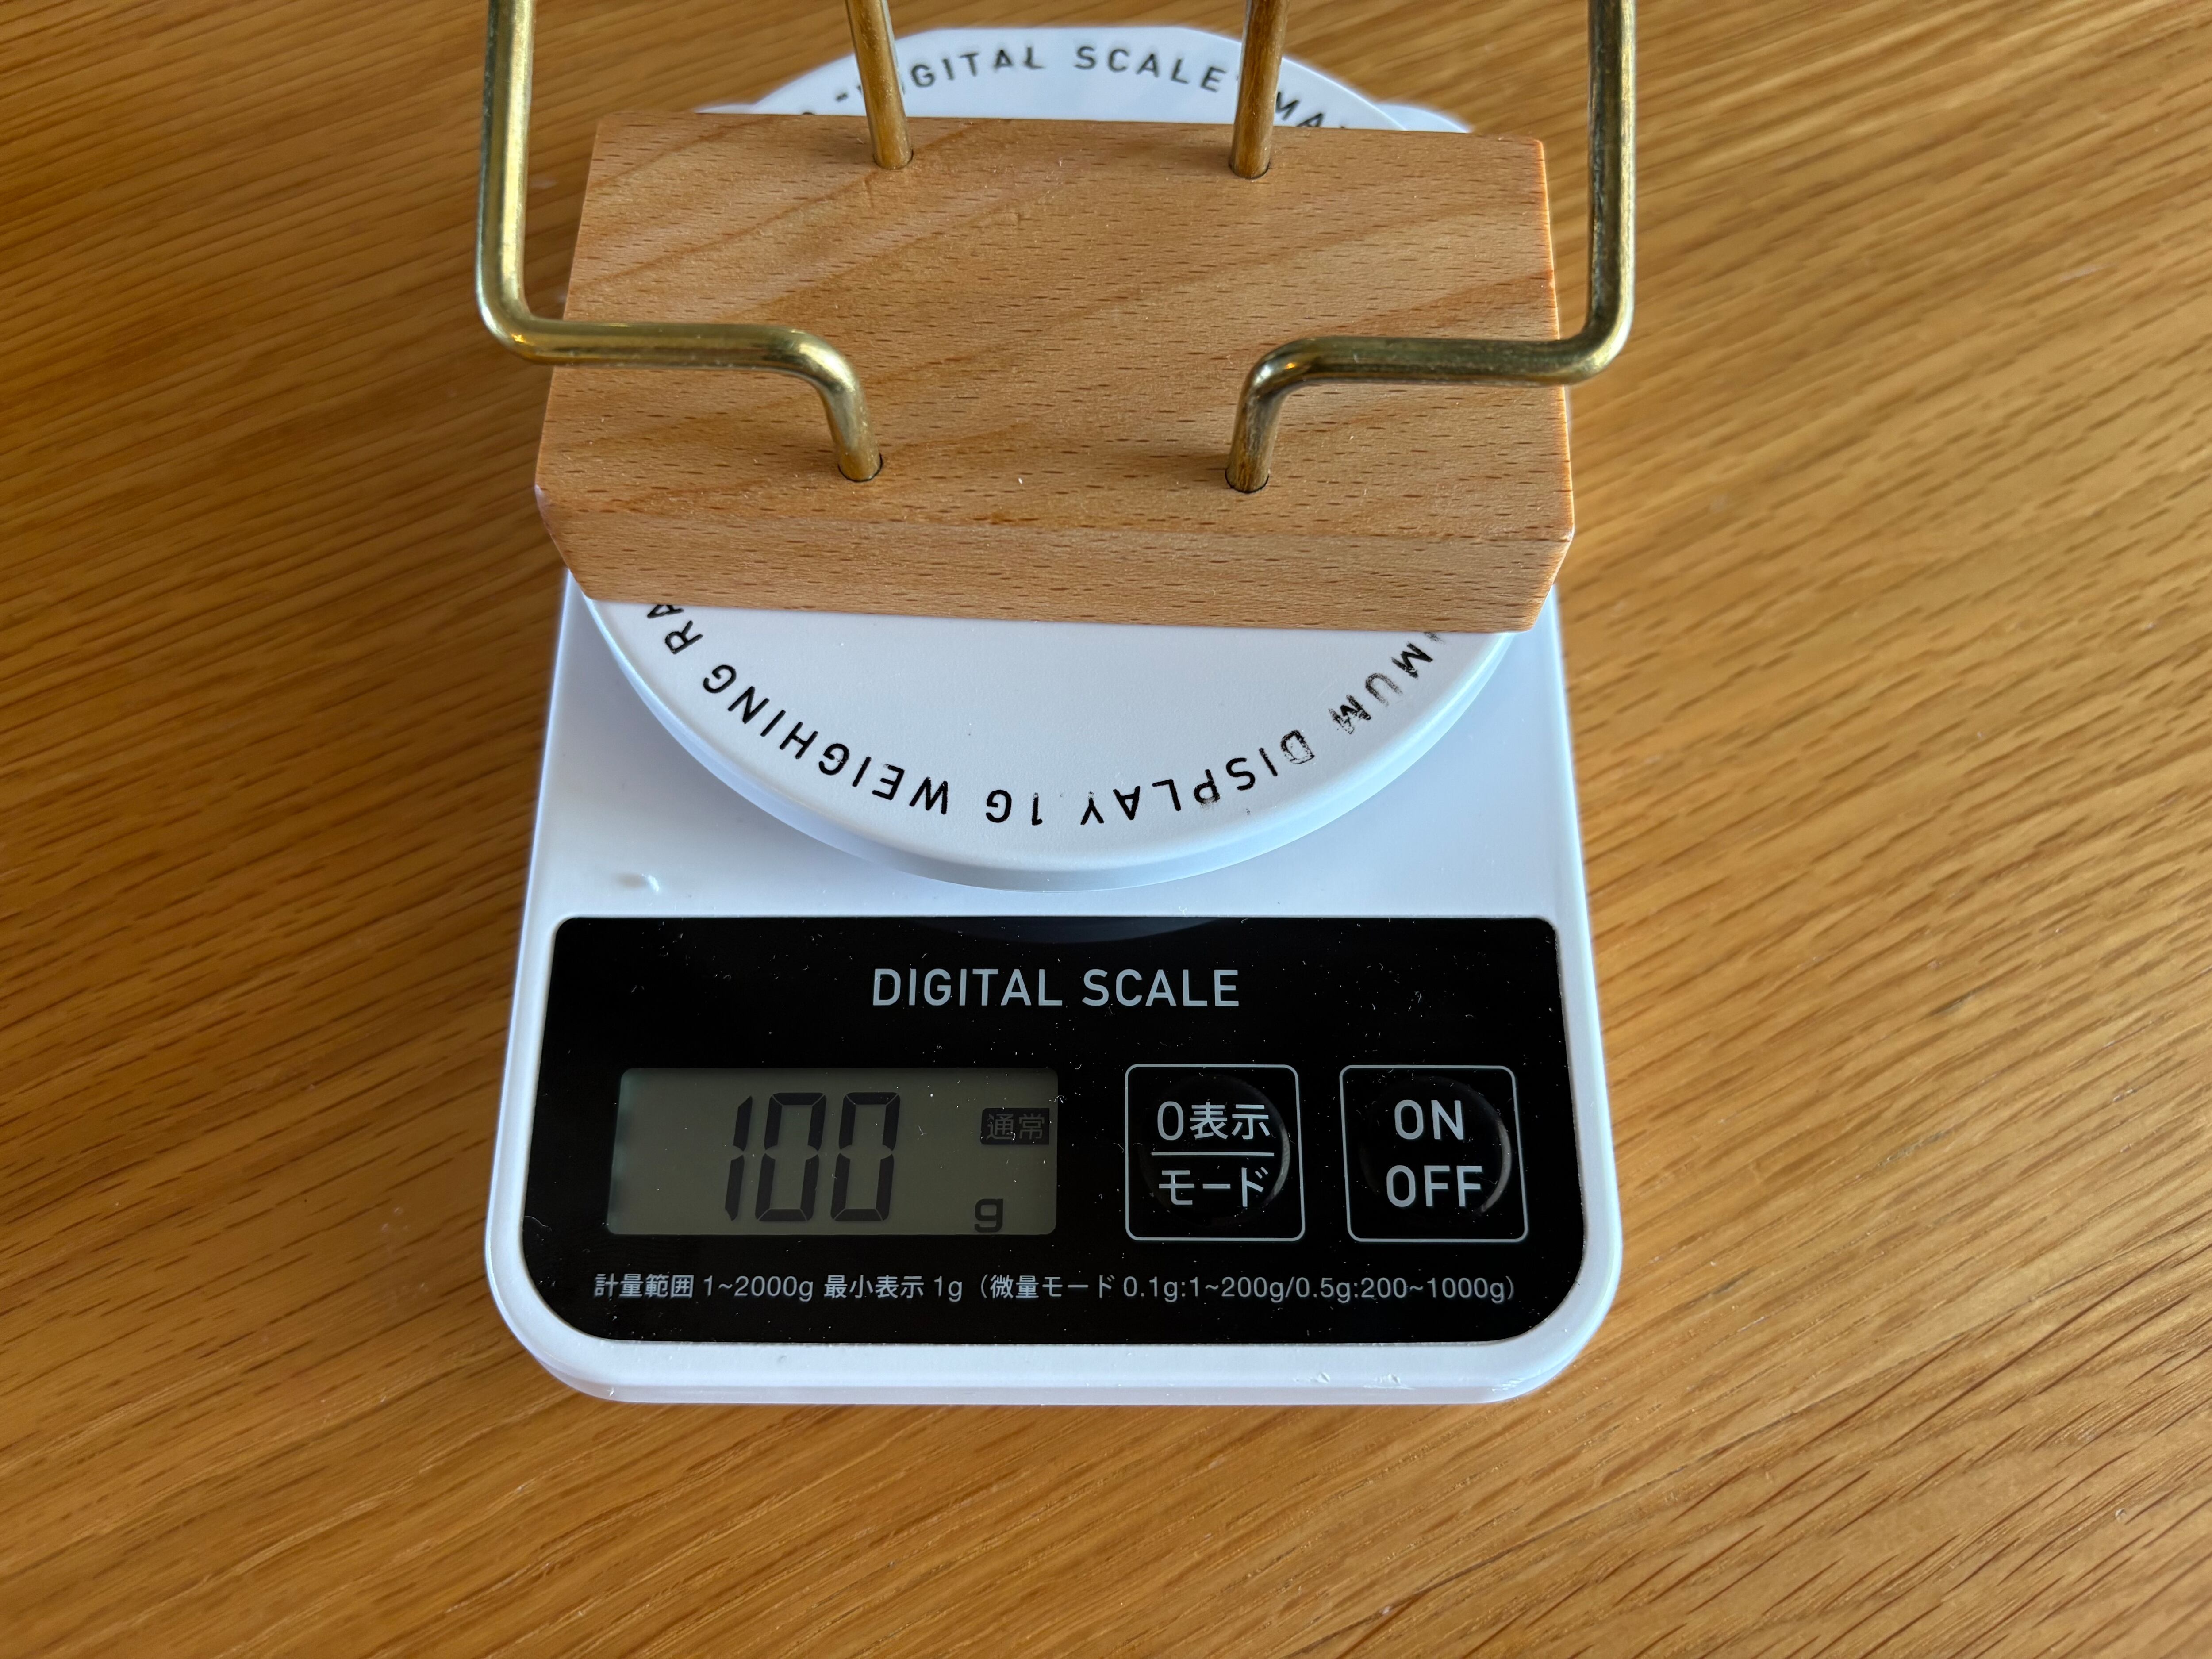 DIGITAL SCALE
DISPLAY 1G WEIGHING
DIGITAL SCALE
100 g
通常
0表示
モード
ON
OFF
計量範囲 1~2000g 最小表示 1g（微量モード 0.1g:1~200g/0.5g:200~1000g）